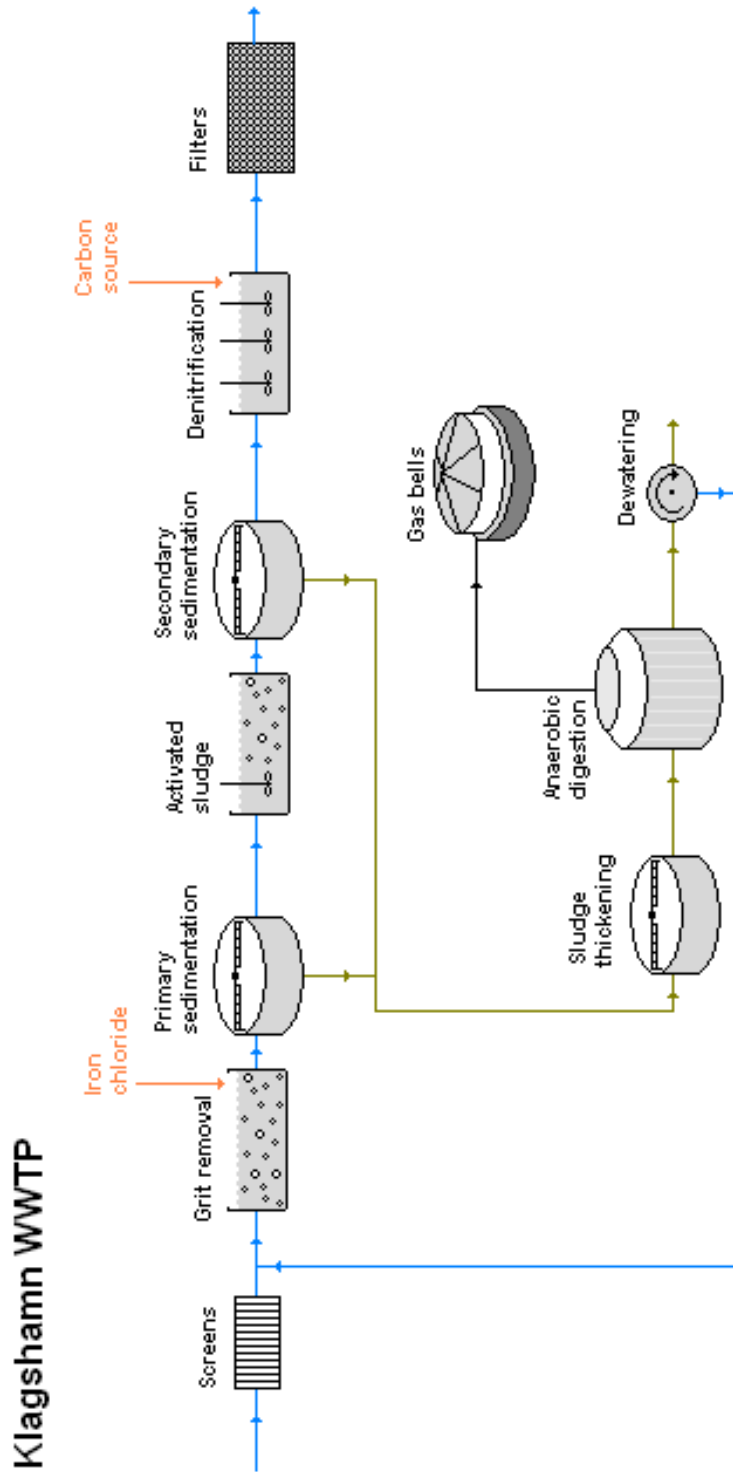 Klagshamn WWTP
Iron
chloride
Carbon
source
Screens
Grit removal
Primary
sedimentation
Activated
sludge
Secondary
sedimentation
Denitrification
Filters
Gas bells
Sludge
thickening
Anaerobic
digestion
Dewatering